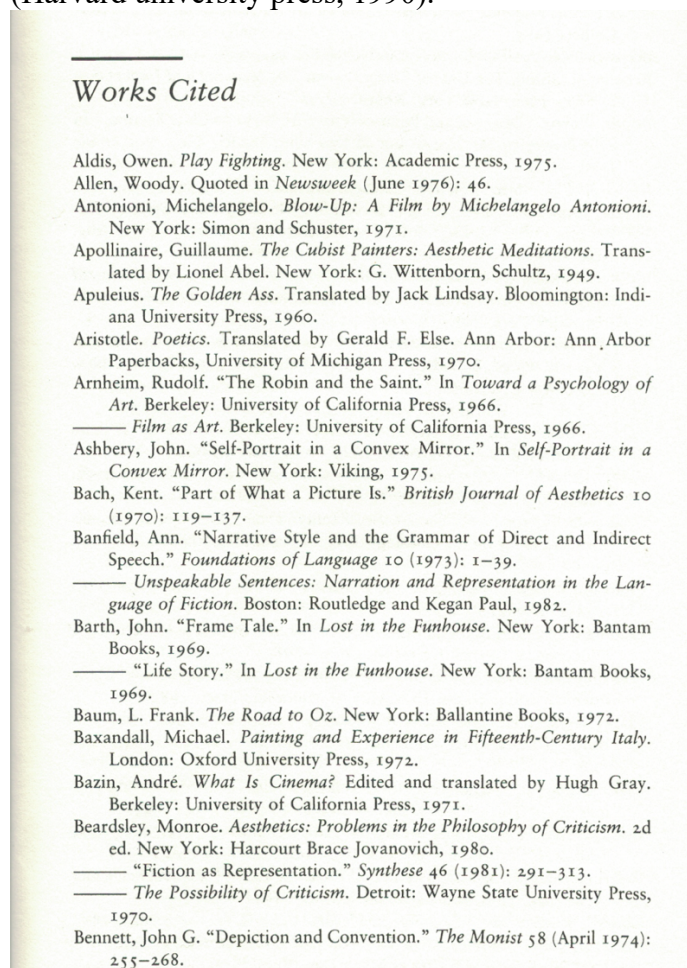 (Harvard university press, 1990).
Works Cited
Aldis, Owen. Play Fighting. New York: Academic Press, 1975.
Allen, Woody. Quoted in Newsweek (June 1976): 46.
Antonioni, Michelangelo. Blow-Up: A Film by Michelangelo Antonioni.
New York: Simon and Schuster, 1971.
Apollinaire, Guillaume. The Cubist Painters: Aesthetic Meditations. Trans-
lated by Lionel Abel. New York: G. Wittenborn, Schultz, 1949.
Apuleius. The Golden Ass. Translated by Jack Lindsay. Bloomington: Indi-
ana University Press, 1960.
Aristotle. Poetics. Translated by Gerald F. Else. Ann Arbor: Ann Arbor
Paperbacks, University of Michigan Press, 1970.
Arnheim, Rudolf. “The Robin and the Saint.” In Toward a Psychology of
Art. Berkeley: University of California Press, 1966.
——— Film as Art. Berkeley: University of California Press, 1966.
Ashbery, John. “Self-Portrait in a Convex Mirror.” In Self-Portrait in a
Convex Mirror. New York: Viking, 1975.
Bach, Kent. “Part of What a Picture Is.” British Journal of Aesthetics 10
(1970): 119–137.
Banfield, Ann. “Narrative Style and the Grammar of Direct and Indirect
Speech.” Foundations of Language 10 (1973): 1–39.
——— Unspeakable Sentences: Narration and Representation in the Lan-
guage of Fiction. Boston: Routledge and Kegan Paul, 1982.
Barth, John. “Frame Tale.” In Lost in the Funhouse. New York: Bantam
Books, 1969.
——— “Life Story.” In Lost in the Funhouse. New York: Bantam Books,
1969.
Baum, L. Frank. The Road to Oz. New York: Ballantine Books, 1972.
Baxandall, Michael. Painting and Experience in Fifteenth-Century Italy.
London: Oxford University Press, 1972.
Bazin, André. What Is Cinema? Edited and translated by Hugh Gray.
Berkeley: University of California Press, 1971.
Beardsley, Monroe. Aesthetics: Problems in the Philosophy of Criticism. 2d
ed. New York: Harcourt Brace Jovanovich, 1980.
——— “Fiction as Representation.” Synthese 46 (1981): 291–313.
——— The Possibility of Criticism. Detroit: Wayne State University Press,
1970.
Bennett, John G. “Depiction and Convention.” The Monist 58 (April 1974):
255–268.